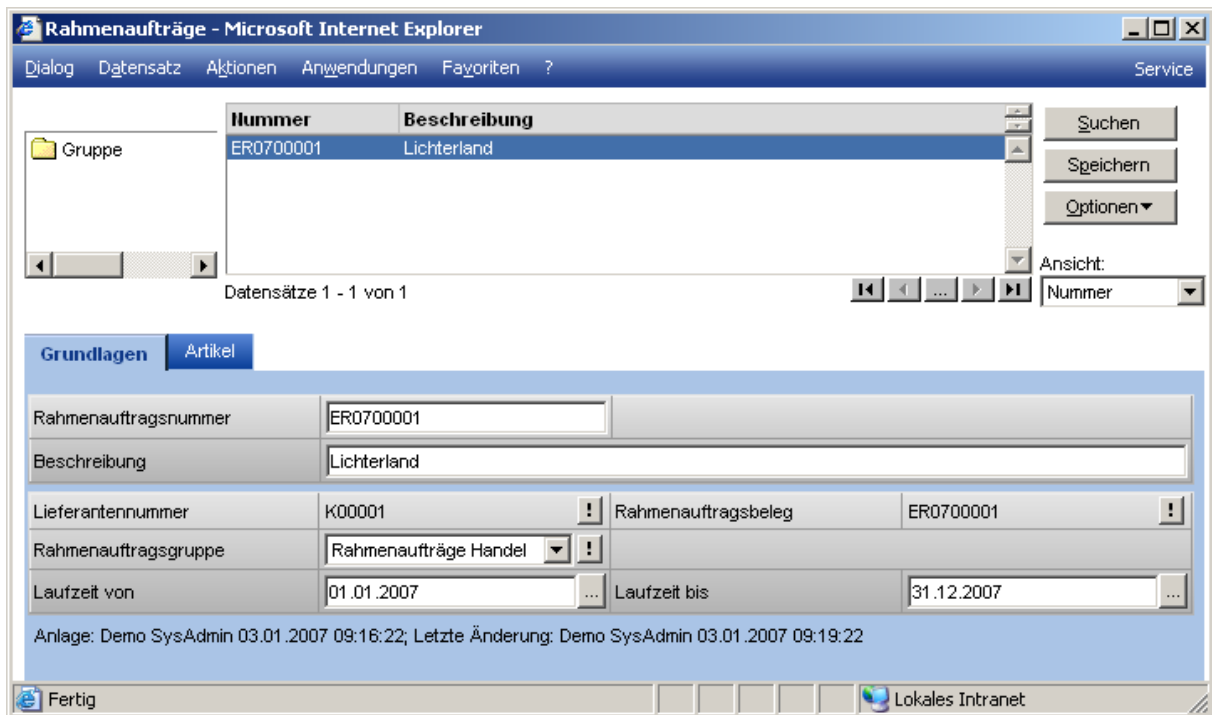 Rahmenaufträge - Microsoft Internet Explorer
Dialog Datensatz Aktionen Anwendungen Favoriten ? Service
Nummer Beschreibung
Suchen
Gruppe
ER0700001 Lichterland
Speichern
Optionen
Ansicht:
Datensätze 1 - 1 von 1
...
Nummer
Grundlagen Artikel
Rahmenauftragsnummer ER0700001
Beschreibung Lichterland
Lieferantennummer K00001 ! Rahmenauftragsbeleg ER0700001 !
Rahmenauftragsgruppe Rahmenaufträge Handel !
Laufzeit von 01.01.2007 ... Laufzeit bis 31.12.2007 ...
Anlage: Demo SysAdmin 03.01.2007 09:16:22; Letzte Änderung: Demo SysAdmin 03.01.2007 09:19:22
Fertig Lokales Intranet